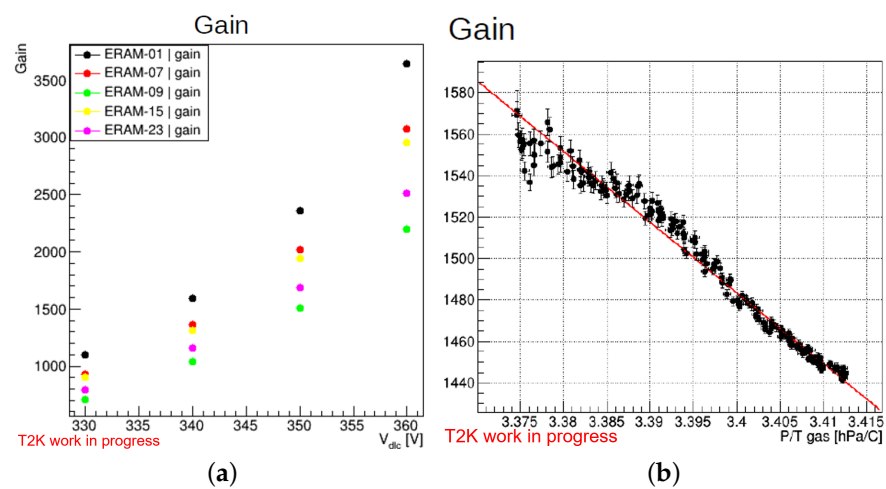 Gain
Gain
3500
3000
2500
2000
1500
1000
ERAM-01 | gain
ERAM-07 | gain
ERAM-09 | gain
ERAM-15 | gain
ERAM-23 | gain
330 335 340 345 350 355 360
V_dlc [V]
T2K work in progress
(a)
Gain
1580
1560
1540
1520
1500
1480
1460
1440
3.375 3.38 3.385 3.39 3.395 3.4 3.405 3.41 3.415
P/T gas [hPa/C]
T2K work in progress
(b)